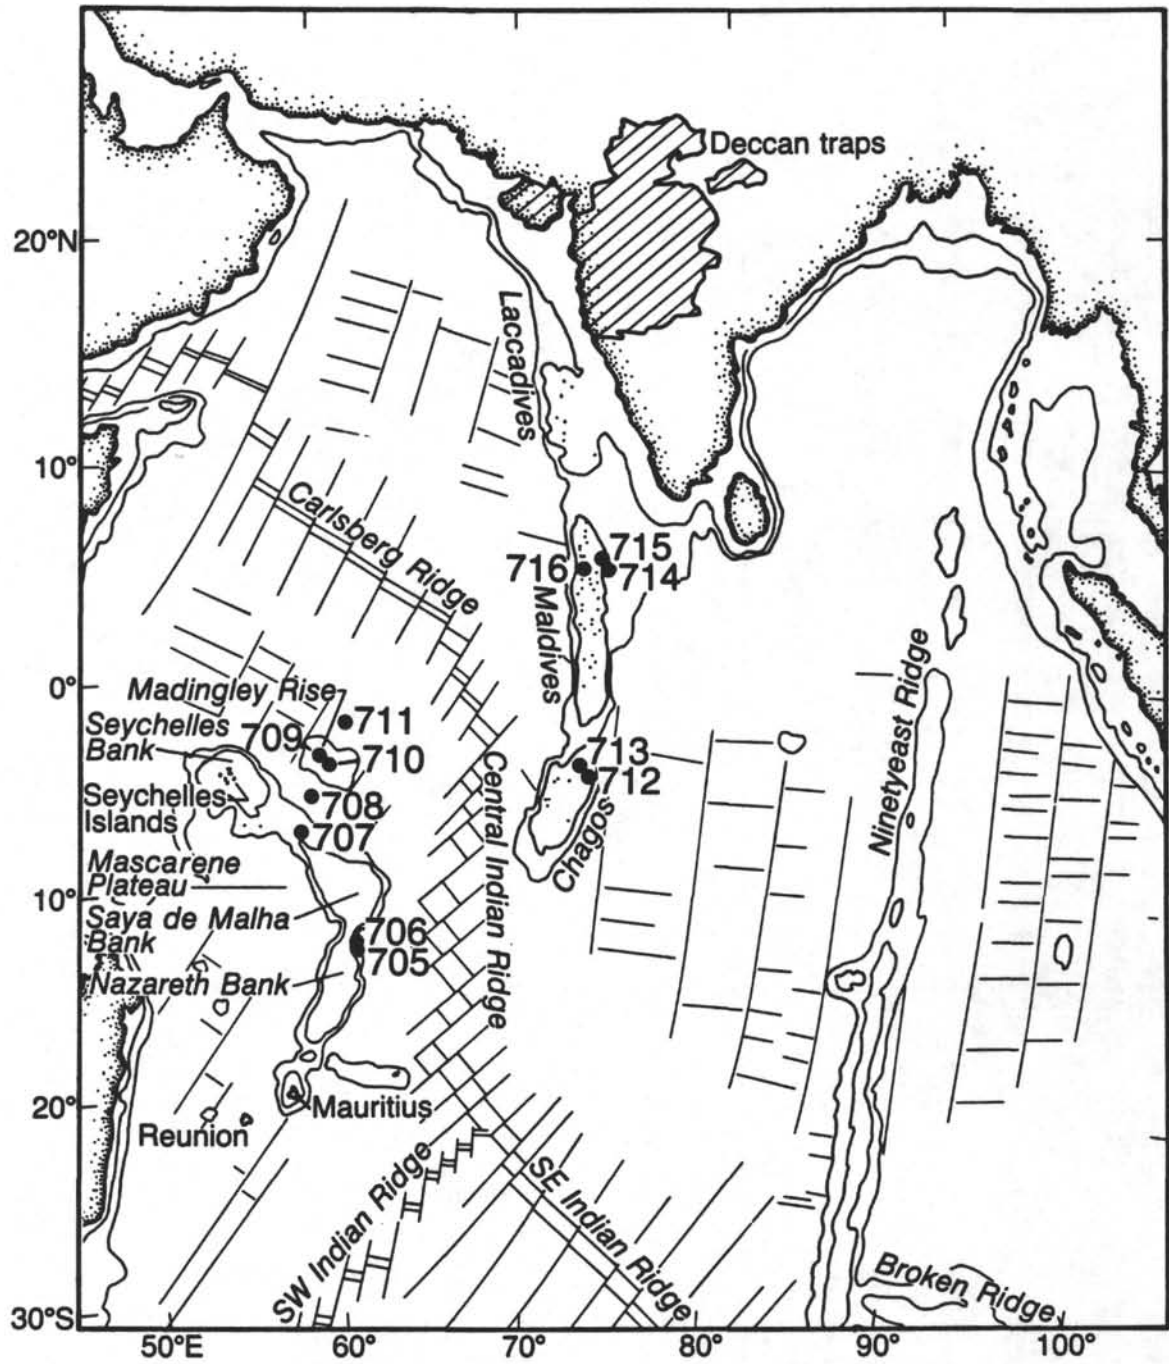 Deccan traps
20°N
Laccadives
10°
Carlsberg Ridge
715
716
714
Maldives
0°
Madingley Rise
711
Seychelles
Bank
709
710
713
712
Seychelles
Islands
708
707
Chagos
Central Indian Ridge
Ninetyeast Ridge
Mascarene
Plateau
10°
Saya de Malha
Bank
706
705
Nazareth Bank
20°
Mauritius
Reunion
SW Indian Ridge
SE Indian Ridge
Broken Ridge
30°S
50°E
60°
70°
80°
90°
100°